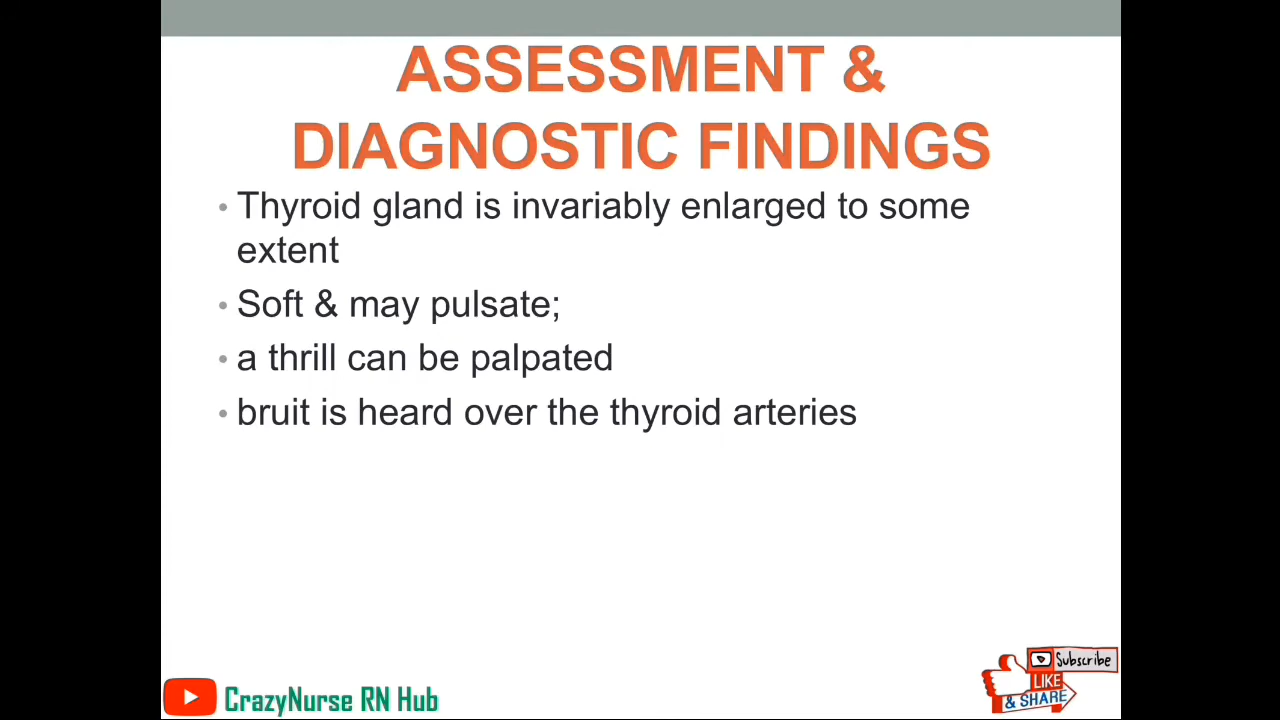 ASSESSMENT &
DIAGNOSTIC FINDINGS
• Thyroid gland is invariably enlarged to some
extent
• Soft & may pulsate;
• a thrill can be palpated
• bruit is heard over the thyroid arteries
Subscribe
LIKE
& SHARE
CrazyNurse RN Hub